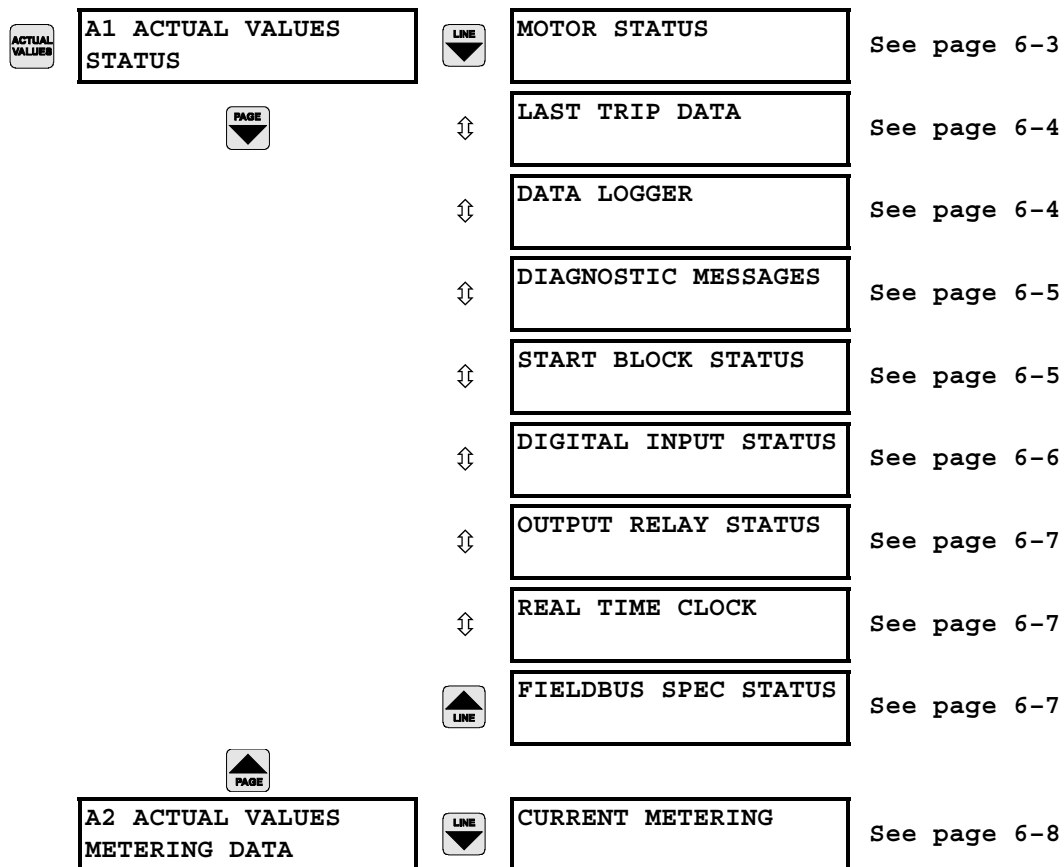 ACTUAL
VALUES
A1 ACTUAL VALUES
STATUS
LINE
MOTOR STATUS
See page 6–3
PAGE
LAST TRIP DATA
See page 6–4
DATA LOGGER
See page 6–4
DIAGNOSTIC MESSAGES
See page 6–5
START BLOCK STATUS
See page 6–5
DIGITAL INPUT STATUS
See page 6–6
OUTPUT RELAY STATUS
See page 6–7
REAL TIME CLOCK
See page 6–7
LINE
FIELDBUS SPEC STATUS
See page 6–7
PAGE
A2 ACTUAL VALUES
METERING DATA
LINE
CURRENT METERING
See page 6–8